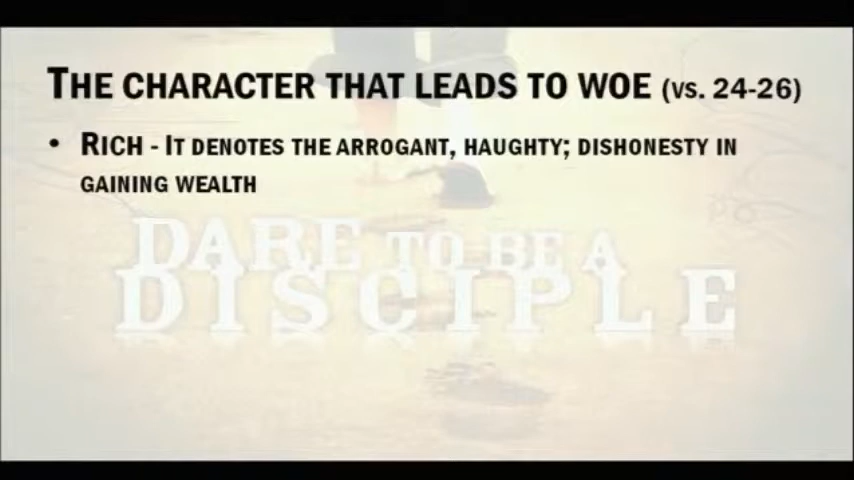 THE CHARACTER THAT LEADS TO WOE (VS. 24-26)
• RICH - IT DENOTES THE ARROGANT, HAUGHTY; DISHONESTY IN
GAINING WEALTH
DARE TO BE A
DISCIPLE